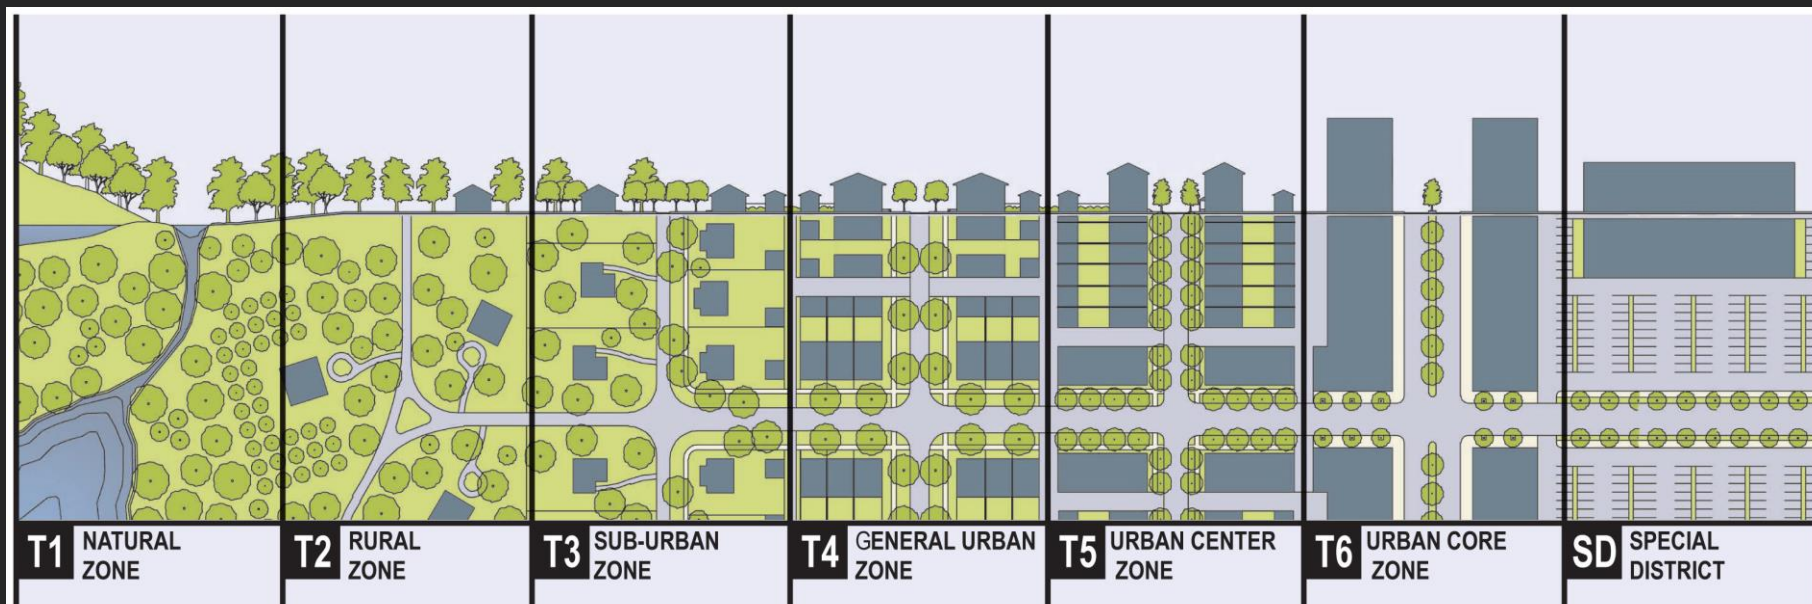 T1 NATURAL
ZONE
T2 RURAL
ZONE
T3 SUB-URBAN
ZONE
T4 GENERAL URBAN
ZONE
T5 URBAN CENTER
ZONE
T6 URBAN CORE
ZONE
SD SPECIAL
DISTRICT